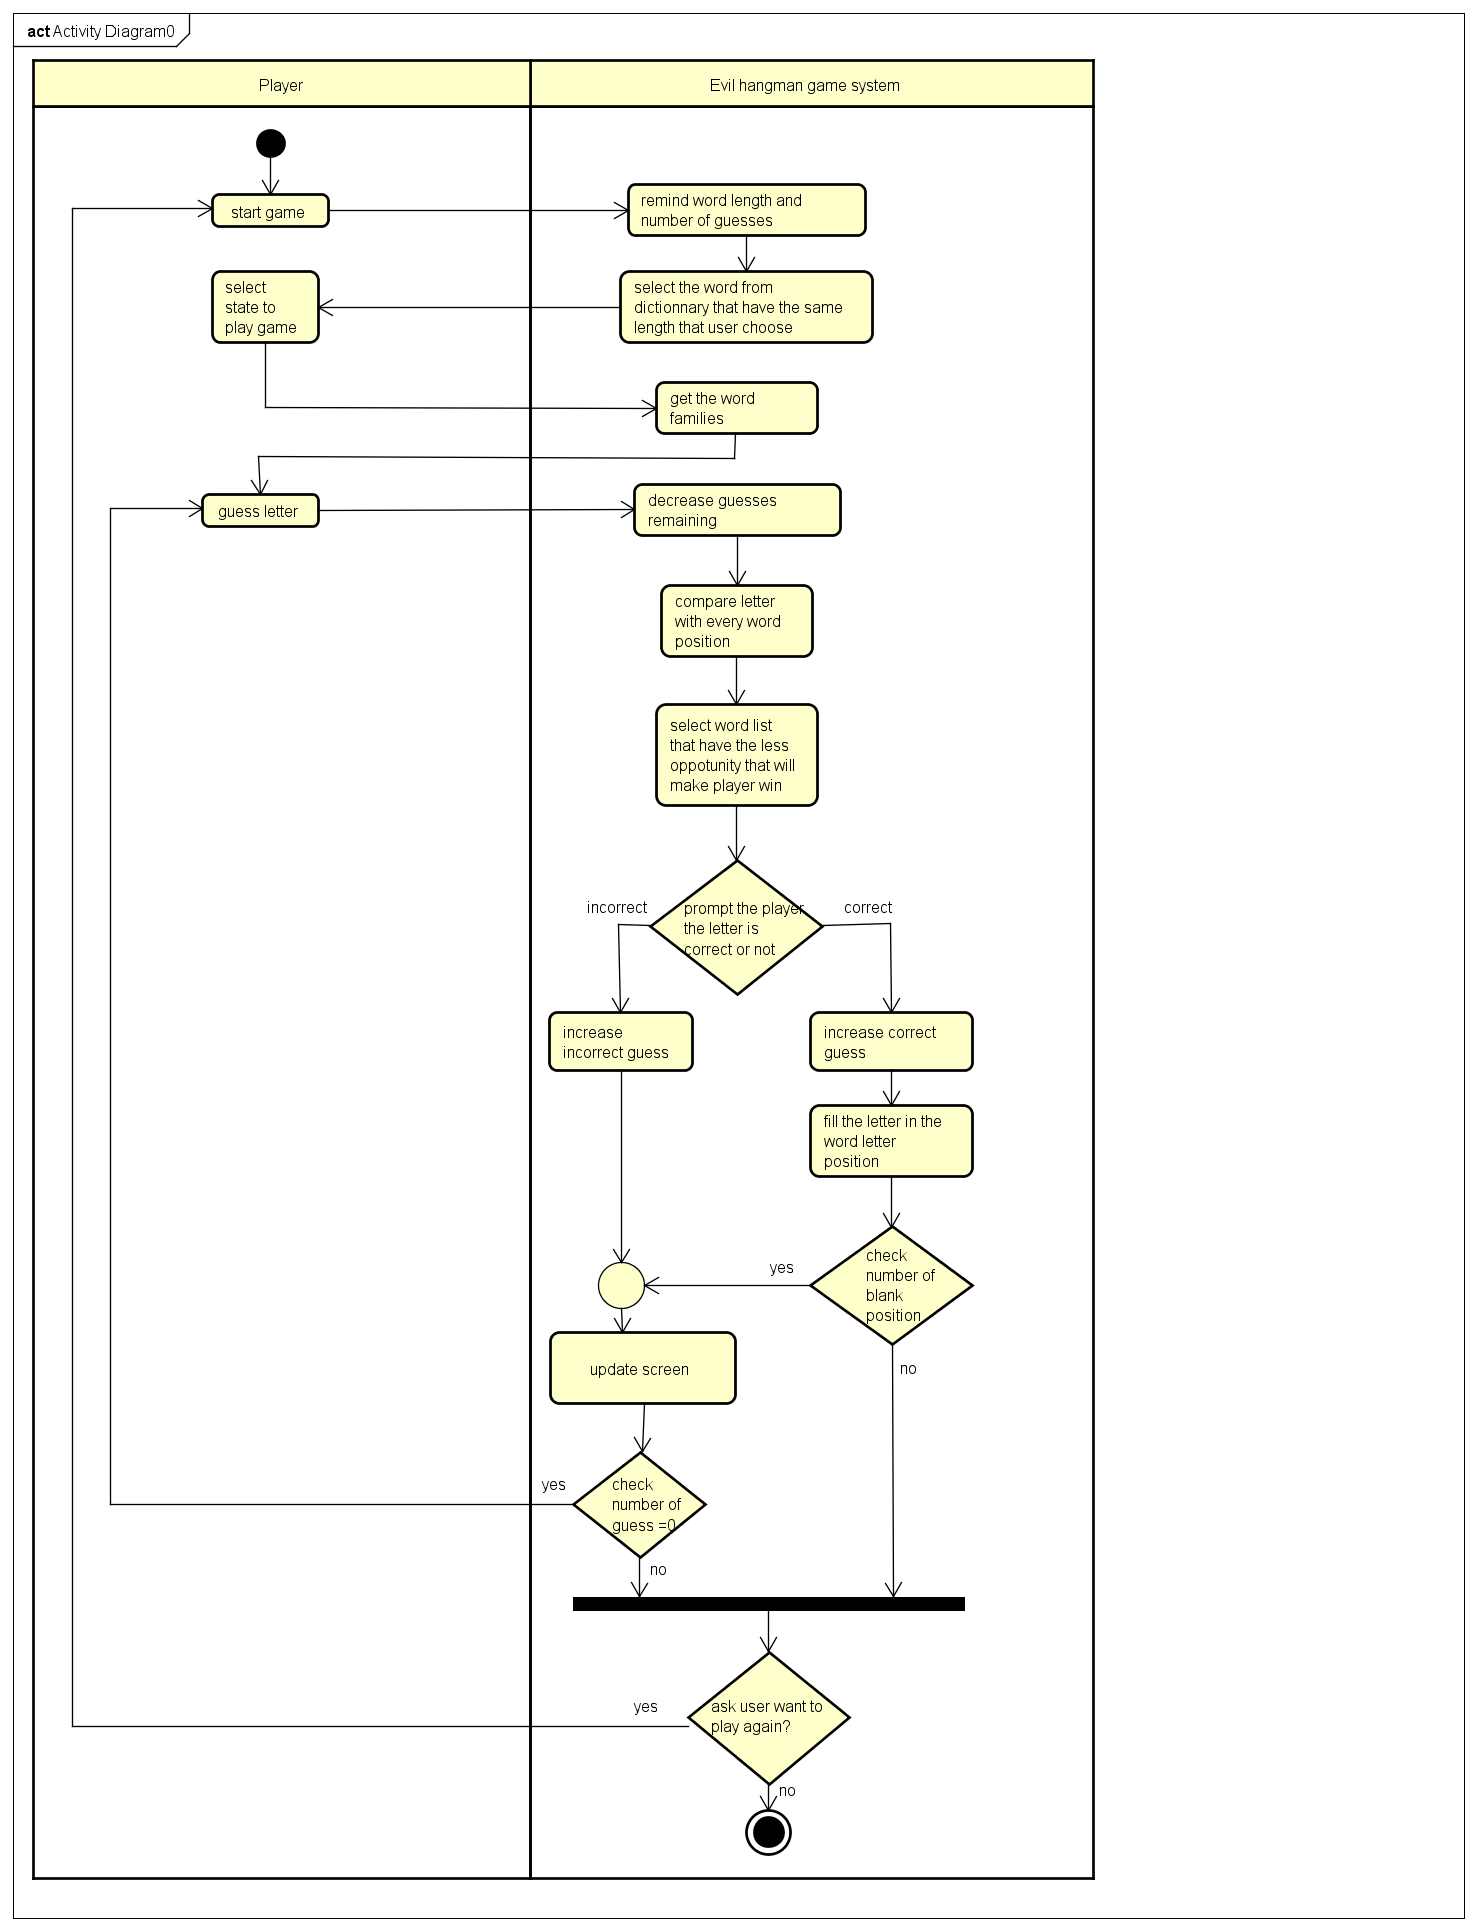 act Activity Diagram0
Player
Evil hangman game system
start game
remind word length and
number of guesses
select
state to
play game
select the word from
dictionnary that have the same
length that user choose
get the word
families
guess letter
decrease guesses
remaining
compare letter
with every word
position
select word list
that have the less
oppotunity that will
make player win
incorrect
prompt the player
the letter is
correct or not
correct
increase
incorrect guess
increase correct
guess
fill the letter in the
word letter
position
yes
check
number of
blank
position
no
update screen
yes
check
number of
guess =0
no
yes
ask user want to
play again?
no